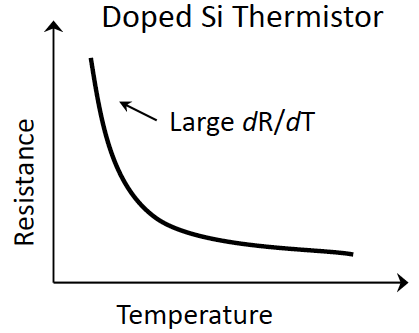 Doped Si Thermistor
Large dR/dT
Resistance
Temperature